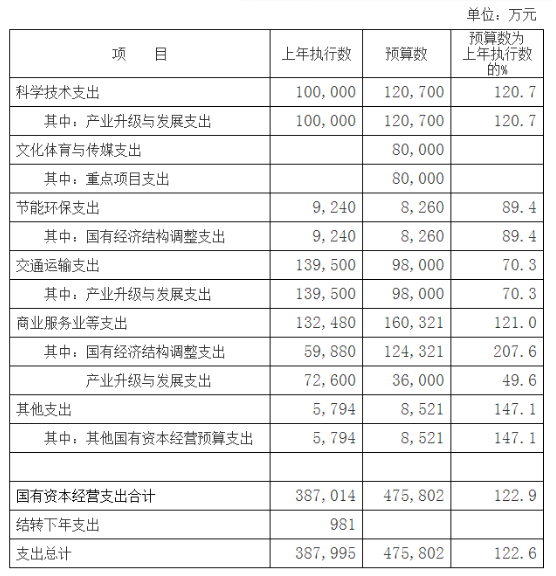 单位：万元
项　　目　上年执行数　预算数　预算数为上年执行数的%
科学技术支出　100,000　120,700　120.7
其中：产业升级与发展支出　100,000　120,700　120.7
文化体育与传媒支出　80,000
其中：重点项目支出　80,000
节能环保支出　9,240　8,260　89.4
其中：国有经济结构调整支出　9,240　8,260　89.4
交通运输支出　139,500　98,000　70.3
其中：产业升级与发展支出　139,500　98,000　70.3
商业服务业等支出　132,480　160,321　121.0
其中：国有经济结构调整支出　59,880　124,321　207.6
产业升级与发展支出　72,600　36,000　49.6
其他支出　5,794　8,521　147.1
其中：其他国有资本经营预算支出　5,794　8,521　147.1
国有资本经营支出合计　387,014　475,802　122.9
结转下年支出　981
支出总计　387,995　475,802　122.6